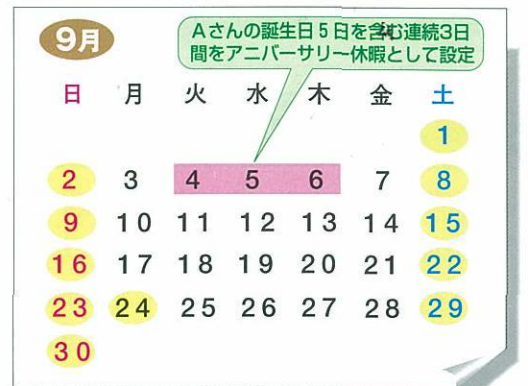 9月
Aさんの誕生日5日を含む連続3日
間をアニバーサリー休暇として設定
日 月 火 水 木 金 土
1
2 3 4 5 6 7 8
9 10 11 12 13 14 15
16 17 18 19 20 21 22
23 24 25 26 27 28 29
30